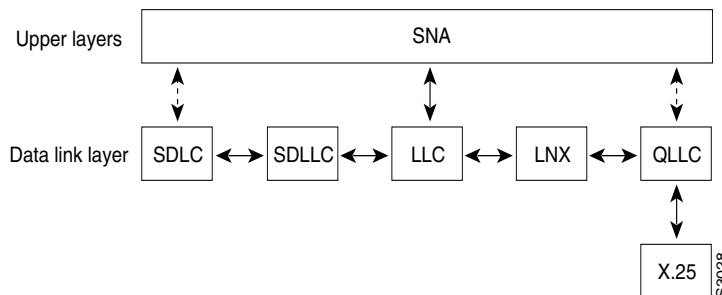 Upper layers
SNA
Data link layer
SDLC
SDLLC
LLC
LNX
QLLC
X.25